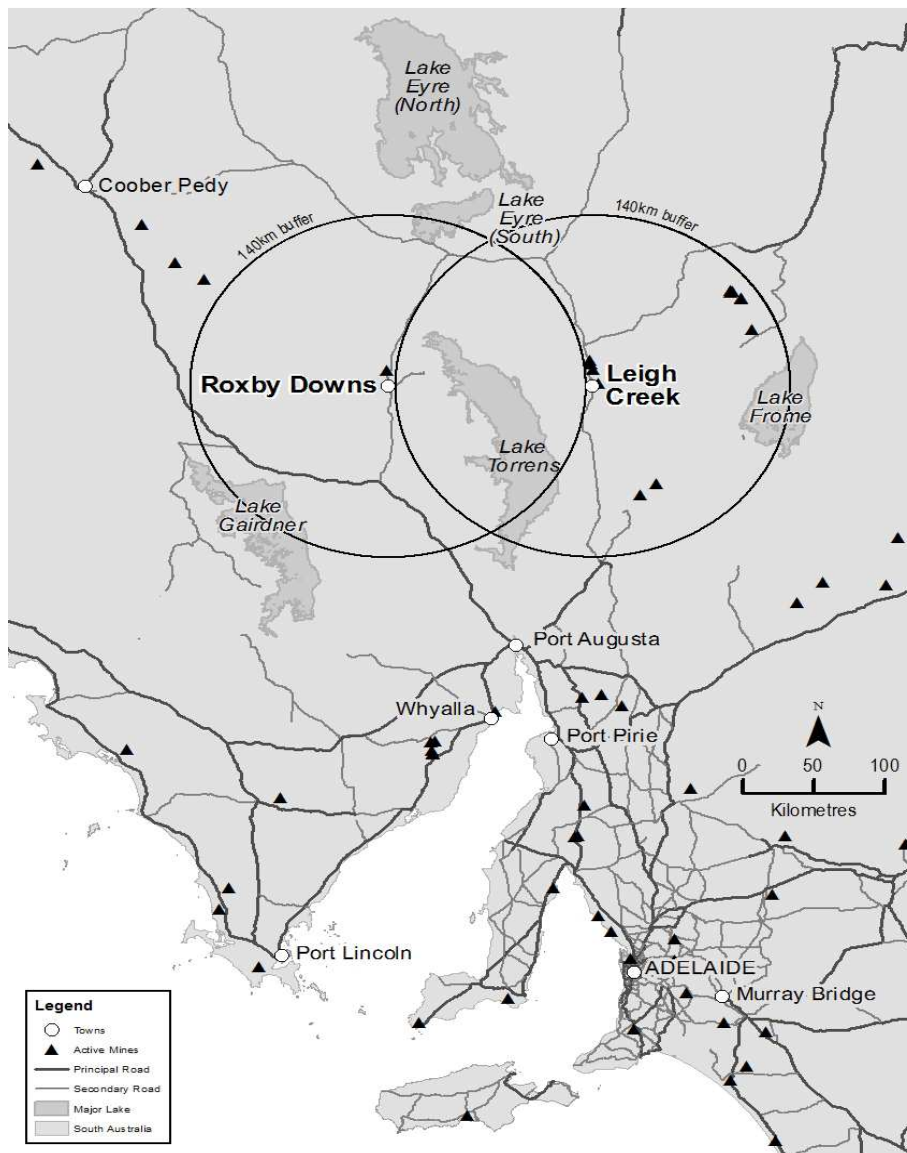 Lake
Eyre
(North)
Coober Pedy
Lake
Eyre
(South)
140km buffer
140km buffer
Roxby Downs
Leigh
Creek
Lake
Frome
Lake
Torrens
Lake
Gairdner
Port Augusta
Whyalla
Port Pirie
N
0 50 100
Kilometres
Port Lincoln
ADELAIDE
Murray Bridge
Legend
Towns
Active Mines
Principal Road
Secondary Road
Major Lake
South Australia